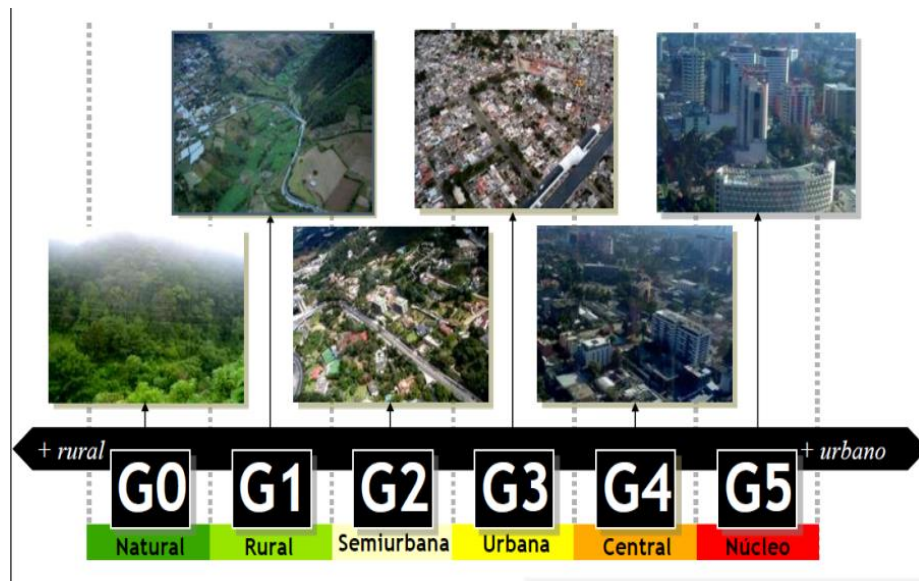 + rural
+ urbano
G0 G1 G2 G3 G4 G5
Natural Rural Semiurbana Urbana Central Núcleo